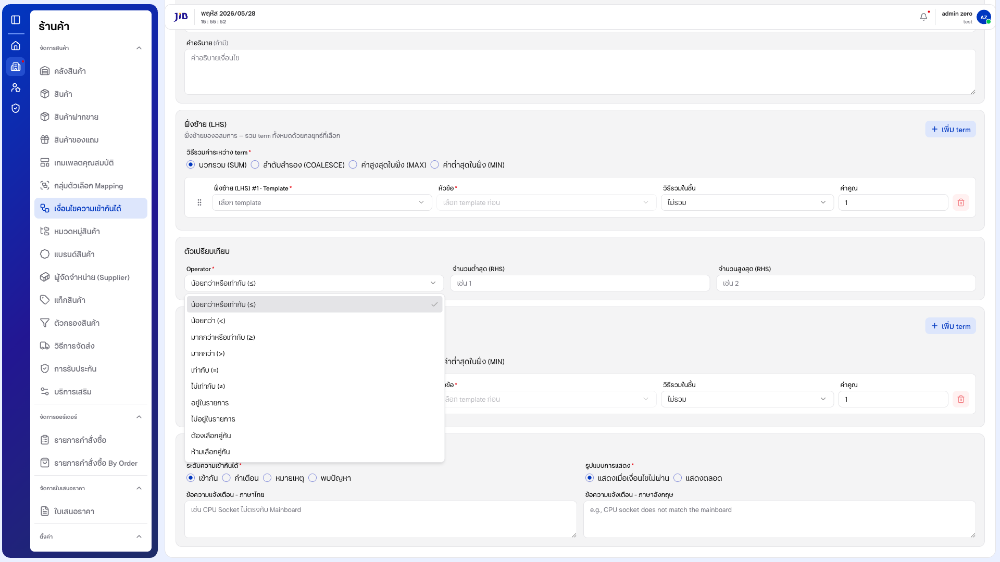 ร้านค้า
จัดการสินค้า
คลังสินค้า
สินค้า
สินค้าฝากขาย
สินค้าของแถม
เทมเพลตคุณสมบัติ
กลุ่มตัวเลือก Mapping
เงื่อนไขความเข้ากันได้
หมวดหมู่สินค้า
แบรนด์สินค้า
ผู้จัดจำหน่าย (Supplier)
แท็กสินค้า
ตัวกรองสินค้า
วิธีการจัดส่ง
การรับประกัน
บริการเสริม
จัดการออร์เดอร์
รายการคำสั่งซื้อ
รายการคำสั่งซื้อ By Order
จัดการใบเสนอราคา
ใบเสนอราคา
ตั้งค่า
JIB
พฤหัส 2026/05/28
15 : 55 : 52
admin zero
test
AZ
คำอธิบาย (ถ้ามี)
คำอธิบายเงื่อนไข
ฝั่งซ้าย (LHS)
ฝั่งซ้ายของอสมการ — รวม term ทั้งหมดด้วยกลยุทธ์ที่เลือก
เพิ่ม term
วิธีรวมค่าระหว่าง term *
บวกรวม (SUM) ลำดับสำรอง (COALESCE) ค่าสูงสุดในฝั่ง (MAX) ค่าต่ำสุดในฝั่ง (MIN)
ฝั่งซ้าย (LHS) #1 · Template * หัวข้อ * วิธีรวมในชิ้น ค่าคูณ
เลือก template เลือก template ก่อน ไม่รวม 1
ตัวเปรียบเทียบ
Operator * จำนวนต่ำสุด (RHS) จำนวนสูงสุด (RHS)
น้อยกว่าหรือเท่ากับ (≤) เช่น 1 เช่น 2
น้อยกว่าหรือเท่ากับ (≤)
น้อยกว่า (<)
มากกว่าหรือเท่ากับ (≥)
มากกว่า (>)
เท่ากับ (=)
ไม่เท่ากับ (≠)
อยู่ในรายการ
ไม่อยู่ในรายการ
ต้องเลือกคู่กัน
ห้ามเลือกคู่กัน
เพิ่ม term
ค่าต่ำสุดในฝั่ง (MIN)
วิธีรวมในชิ้น ค่าคูณ
template ก่อน ไม่รวม 1
ระดับความเข้ากันได้ * รูปแบบการแสดง *
เข้ากัน คำเตือน หมายเหตุ พบปัญหา แสดงเมื่อเงื่อนไขไม่ผ่าน แสดงตลอด
ข้อความแจ้งเตือน - ภาษาไทย ข้อความแจ้งเตือน - ภาษาอังกฤษ
เช่น CPU Socket ไม่ตรงกับ Mainboard e.g., CPU socket does not match the mainboard